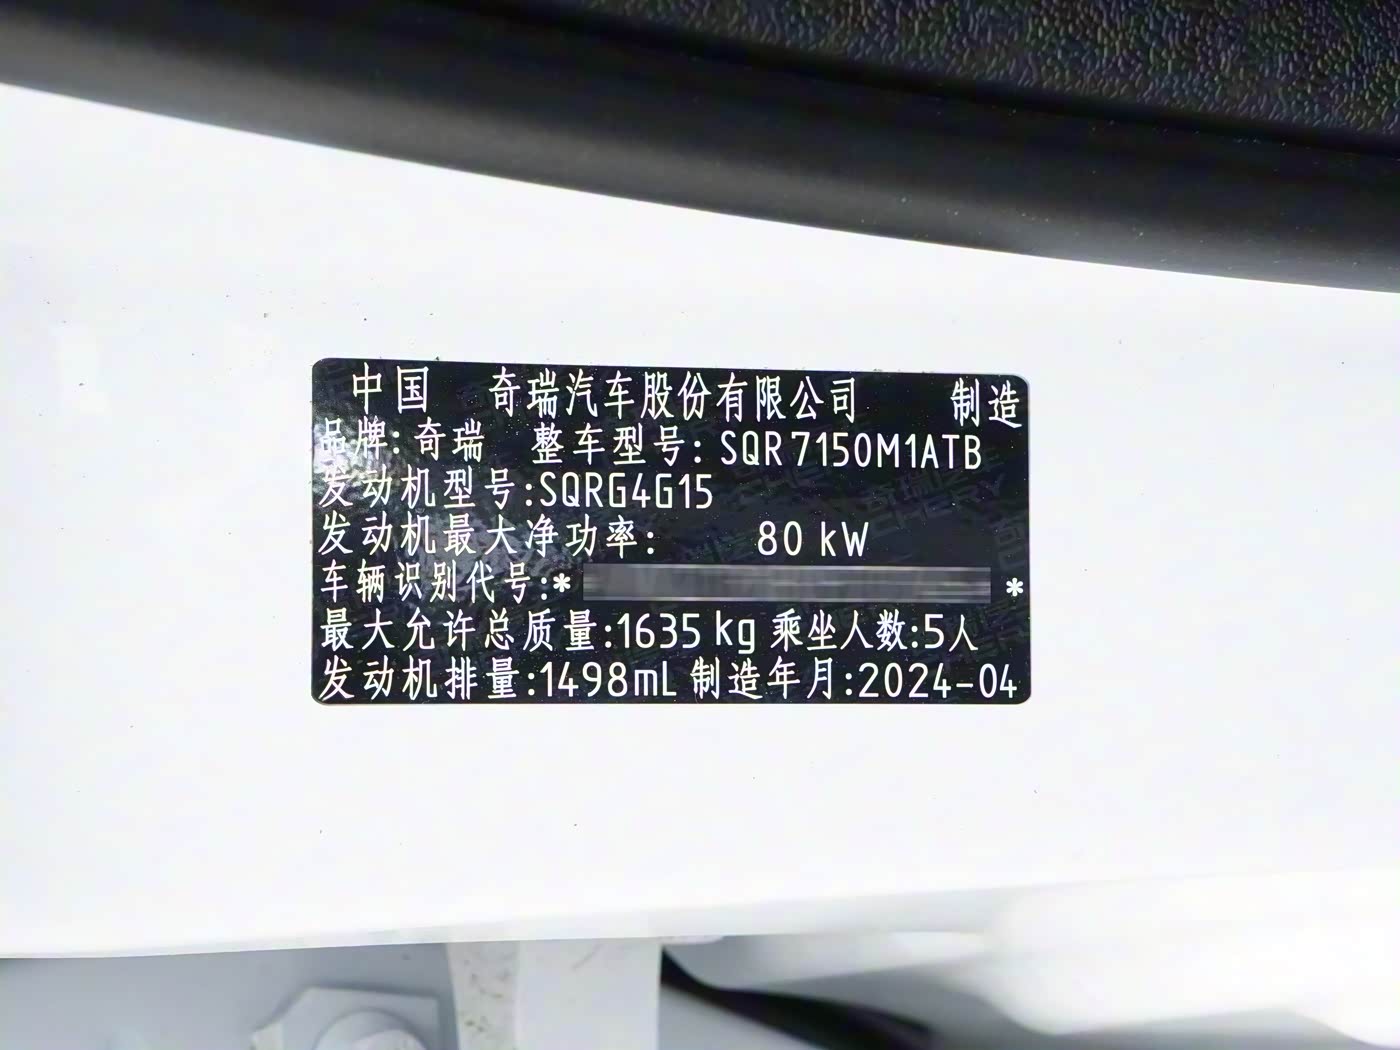 中国 奇瑞汽车股份有限公司 制造
品牌:奇瑞 整车型号:SQR7150M1ATB
发动机型号:SQRG4G15
发动机最大净功率: 80 kW
车辆识别代号:* *
最大允许总质量:1635 kg 乘坐人数:5人
发动机排量:1498mL 制造年月:2024-04